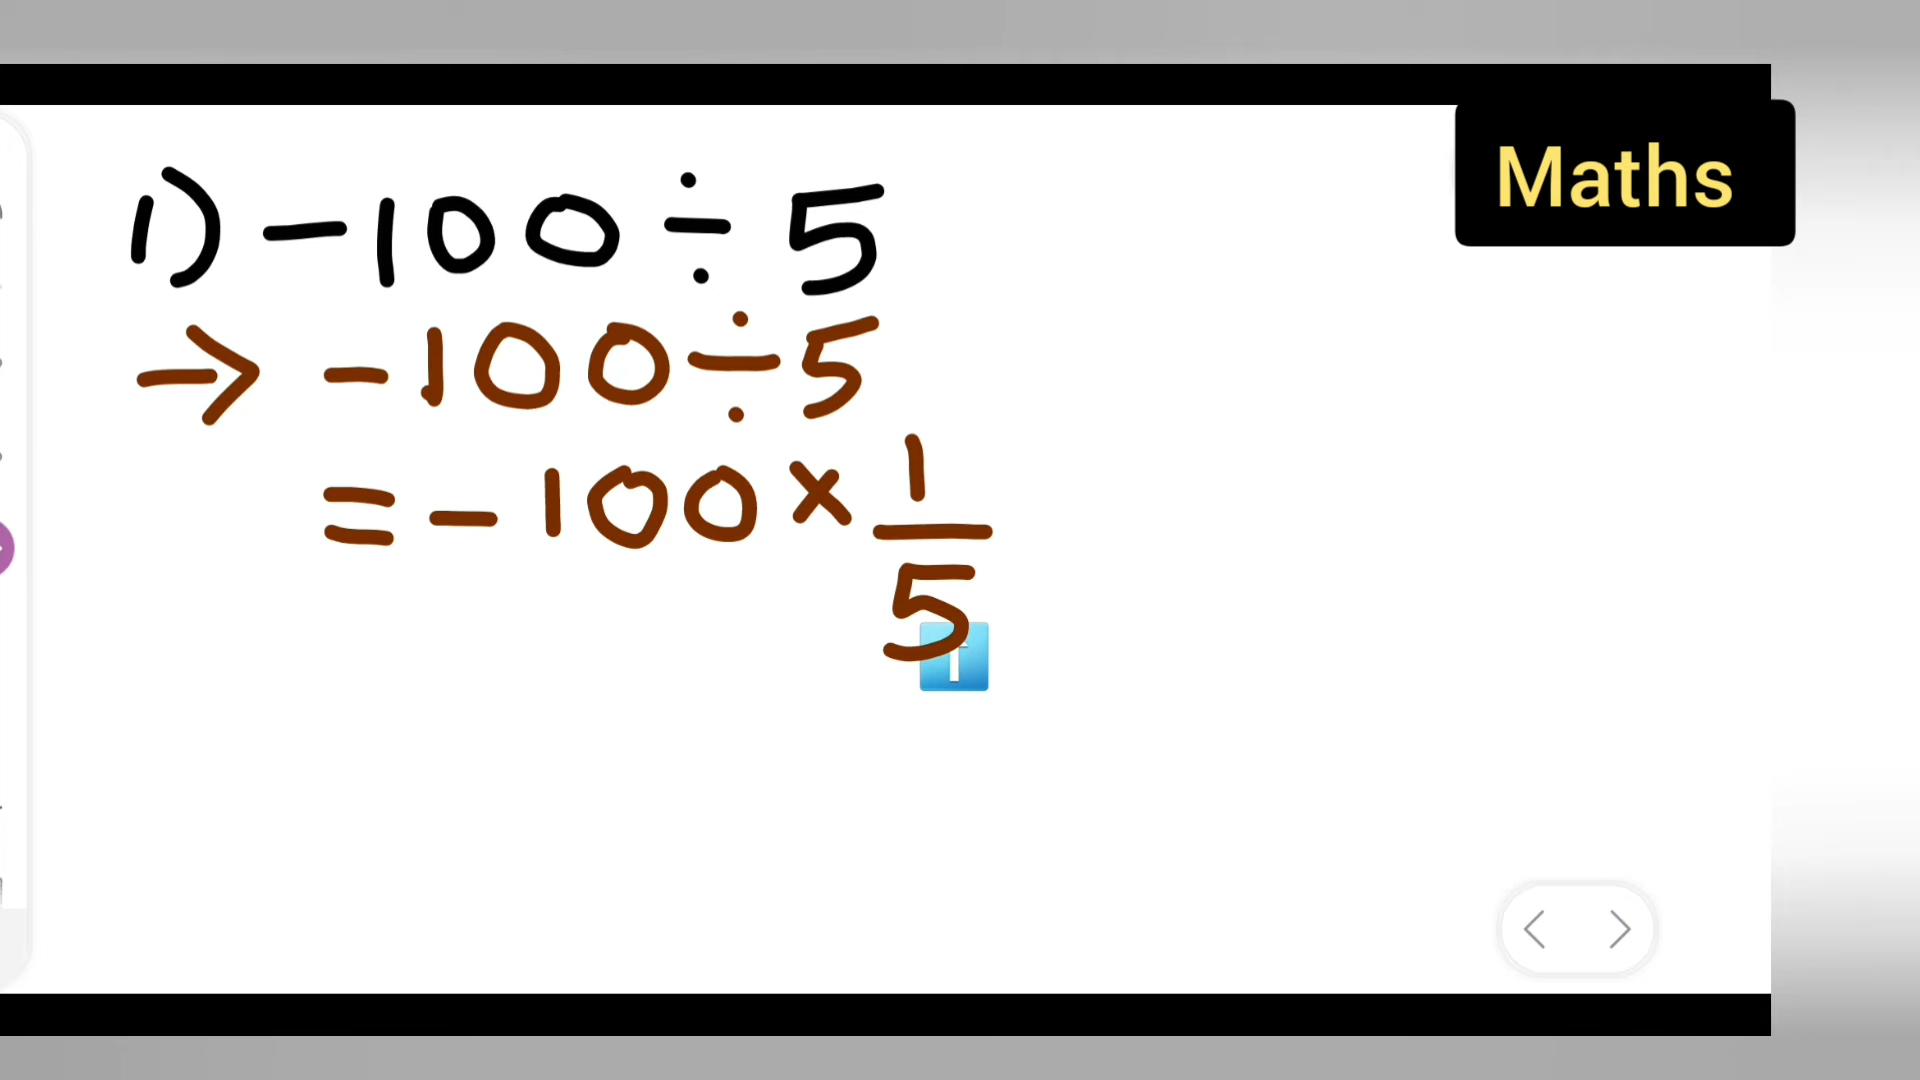 Maths
1) -100 ÷ 5
→ -100 ÷ 5
= -100 × 1/5